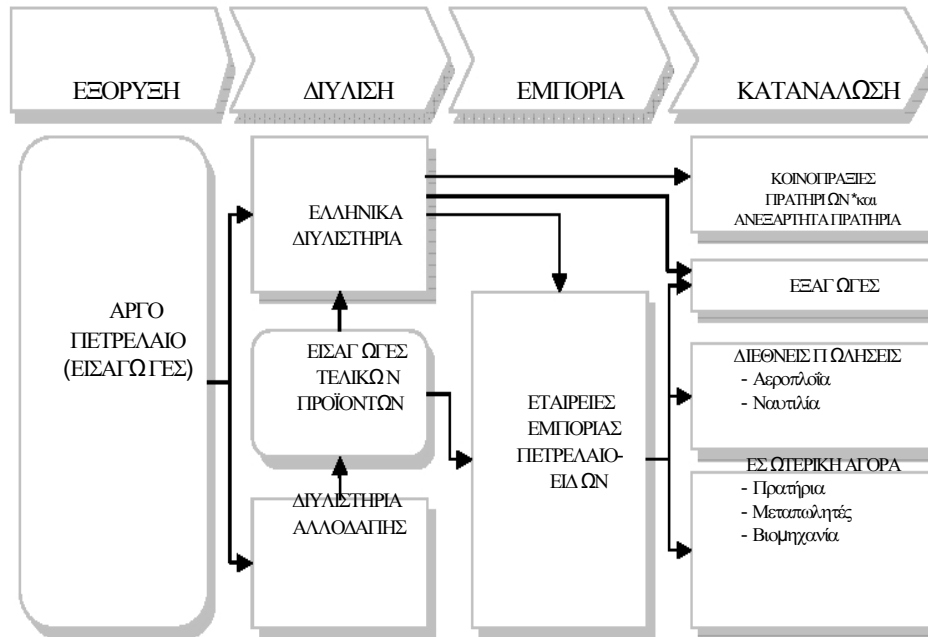 ΕΞΟΡΥΞΗ
ΔΙΥΛΙΣΗ
ΕΜΠΟΡΙΑ
ΚΑΤΑΝΑΛΩΣΗ
ΑΡΓΟ
ΠΕΤΡΕΛΑΙΟ
(ΕΙΣΑΓΩΓΕΣ)
ΕΛΛΗΝΙΚΑ
ΔΙΥΛΙΣΤΗΡΙΑ
ΕΙΣΑΓΩΓΕΣ
ΤΕΛΙΚΩΝ
ΠΡΟΪΟΝΤΩΝ
ΔΙΥΛΙΣΤΗΡΙΑ
ΑΛΛΟΔΑΠΗΣ
ΕΤΑΙΡΕΙΕΣ
ΕΜΠΟΡΙΑΣ
ΠΕΤΡΕΛΑΙΟ-
ΕΙΔΩΝ
ΚΟΙΝΟΠΡΑΞΙΕΣ
ΠΡΑΤΗΡΙΩΝ *και
ΑΝΕΞΑΡΤΗΤΑ ΠΡΑΤΗΡΙΑ
ΕΞΑΓΩΓΕΣ
ΔΙΕΘΝΕΙΣ ΠΩΛΗΣΕΙΣ
- Αεροπλοΐα
- Ναυτιλία
ΕΣΩΤΕΡΙΚΗ ΑΓΟΡΑ
- Πρατήρια
- Μεταπωλητές
- Βιομηχανία